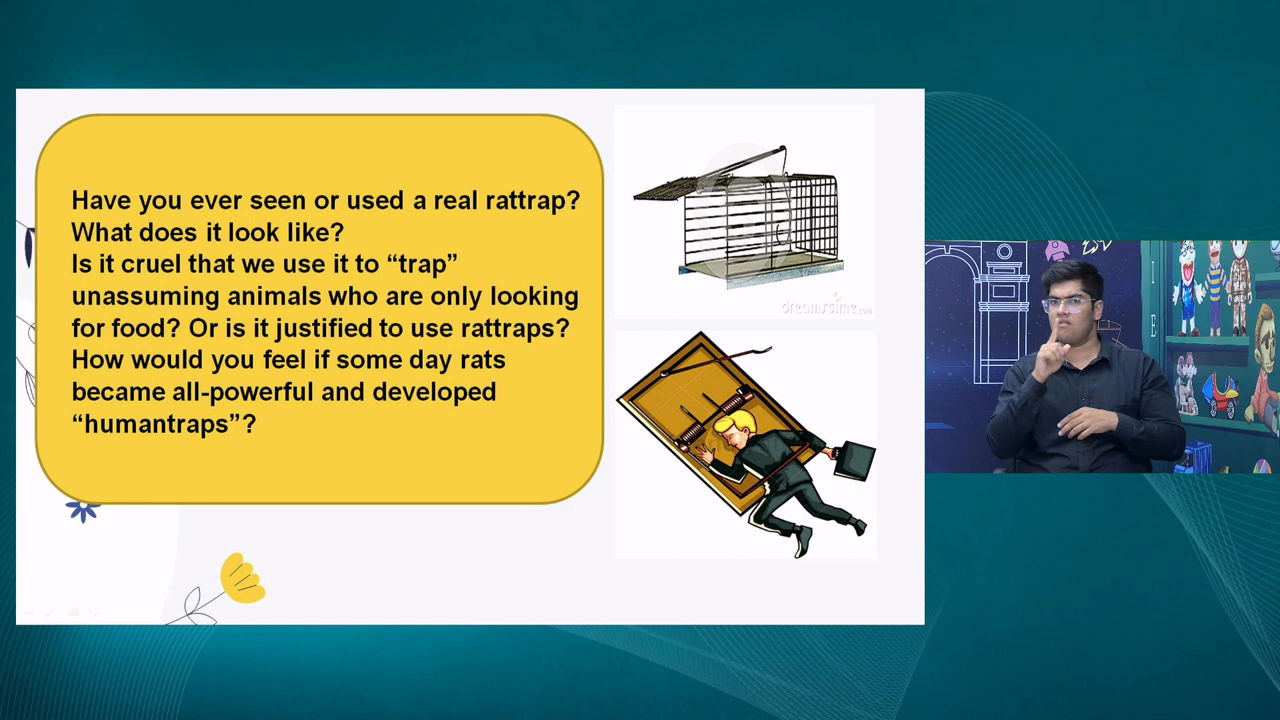 Have you ever seen or used a real rattrap?
What does it look like?
Is it cruel that we use it to “trap”
unassuming animals who are only looking
for food? Or is it justified to use rattraps?
How would you feel if some day rats
became all-powerful and developed
“humantraps”?
dreamstime.com